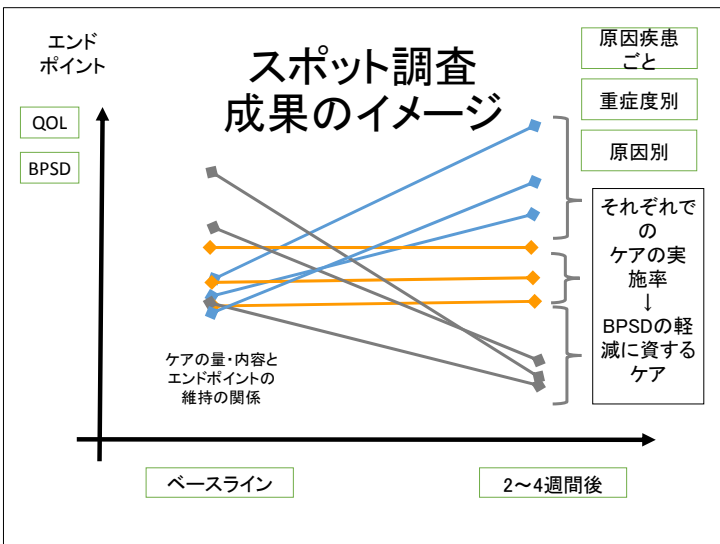 エンド
ポイント
スポット調査
成果のイメージ
原因疾患
ごと
重症度別
原因別
QOL
BPSD
それぞれで
の
ケアの実
施率
↓
BPSDの軽
減に資する
ケア
ケアの量・内容と
エンドポイントの
維持の関係
ベースライン
2～4週間後